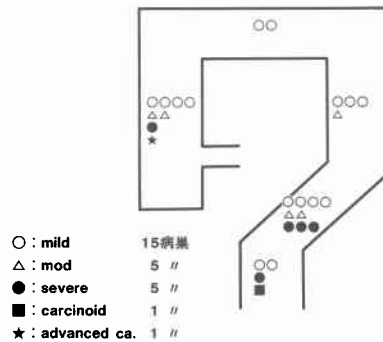 ○ : mild 15病巣
△ : mod 5 〃
● : severe 5 〃
■ : carcinoid 1 〃
★ : advanced ca. 1 〃